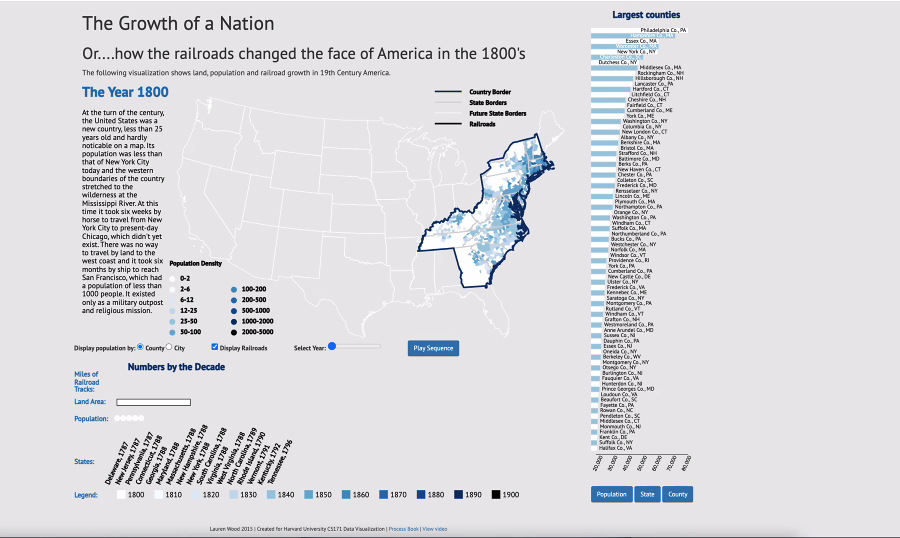 The Growth of a Nation
Or....how the railroads changed the face of America in the 1800's
The following visualization shows land, population and railroad growth in 19th Century America.
The Year 1800
At the turn of the century,
the United States was a
new country, less than 25
years old and hardly
noticable on a map. Its
population was less than
that of New York City
today and the western
boundaries of the country
stretched to the
wilderness at the
Mississippi River. At this
time it took six weeks by
horse to travel from New
York City to present-day
Chicago, which didn't yet
exist. There was no way
to travel by land to the
west coast and it took six
months by ship to reach
San Francisco, which had
a population of less than
1000 people. It existed
only as a military outpost
and religious mission.
Country Border
State Borders
Future State Borders
Railroads
Population Density
0-2
2-6
6-12
12-25
25-50
50-100
100-200
200-500
500-1000
1000-2000
2000-5000
Display population by: County City
Display Railroads
Select Year:
Play Sequence
Numbers by the Decade
Miles of
Railroad
Tracks:
Land Area:
Population:
States:
Delaware, 1787
New Jersey, 1787
Pennsylvania, 1787
Connecticut, 1788
Georgia, 1788
Maryland, 1788
Massachusetts, 1788
New Hampshire, 1788
New York, 1788
South Carolina, 1788
Virginia, 1788
West Virginia, 1788
North Carolina, 1789
Rhode Island, 1790
Vermont, 1791
Kentucky, 1792
Tennessee, 1796
Legend: 1800 1810 1820 1830 1840 1850 1860 1870 1880 1890 1900
Lauren Wood 2015 | Created for Harvard University CS171 Data Visualization | Process Book | View video
Largest counties
Philadelphia Co., PA
Hampshire Co., MA
Essex Co., MA
Worcester Co., MA
New York Co., NY
Charleston Co., SC
Dutchess Co., NY
Middlesex Co., MA
Rockingham Co., NH
Hillsborough Co., NH
Lancaster Co., PA
Hartford Co., CT
Litchfield Co., CT
Cheshire Co., NH
Fairfield Co., CT
Cumberland Co., ME
York Co., ME
Washington Co., NY
Columbia Co., NY
New London Co., CT
Albany Co., NY
Berkshire Co., MA
Bristol Co., MA
Strafford Co., NH
Baltimore Co., MD
Berks Co., PA
New Haven Co., CT
Chester Co., PA
Colleton Co., SC
Frederick Co., MD
Rensselaer Co., NY
Lincoln Co., ME
Plymouth Co., MA
Northampton Co., PA
Orange Co., NY
Washington Co., PA
Windham Co., CT
Suffolk Co., MA
Northumberland Co., PA
Bucks Co., PA
Westchester Co., NY
Norfolk Co., MA
Windsor Co., VT
Providence Co., RI
York Co., PA
Cumberland Co., PA
New Castle Co., DE
Ulster Co., NY
Frederick Co., VA
Kennebec Co., ME
Saratoga Co., NY
Montgomery Co., PA
Rutland Co., VT
Windham Co., VT
Grafton Co., NH
Westmoreland Co., PA
Anne Arundel Co., MD
Sussex Co., NJ
Dauphin Co., PA
Essex Co., NJ
Oneida Co., NY
Berkeley Co., WV
Montgomery Co., NY
Otsego Co., NY
Burlington Co., NJ
Fauquier Co., VA
Hunterdon Co., NJ
Prince Georges Co., MD
Loudoun Co., VA
Beaufort Co., SC
Fayette Co., PA
Rowan Co., NC
Pendleton Co., SC
Middlesex Co., CT
Monmouth Co., NJ
Franklin Co., PA
Kent Co., DE
Suffolk Co., NY
Halifax Co., VA
20,000
30,000
40,000
50,000
60,000
70,000
80,000
Population
State
County